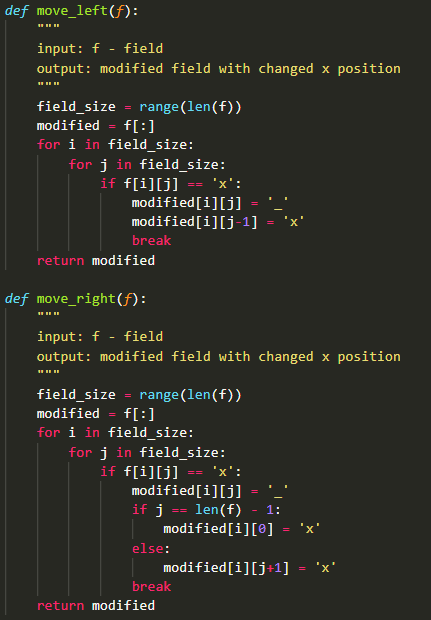 def move_left(f):
    """
    input: f - field
    output: modified field with changed x position
    """
    field_size = range(len(f))
    modified = f[:]
    for i in field_size:
        for j in field_size:
            if f[i][j] == 'x':
                modified[i][j] = '_'
                modified[i][j-1] = 'x'
                break
    return modified

def move_right(f):
    """
    input: f - field
    output: modified field with changed x position
    """
    field_size = range(len(f))
    modified = f[:]
    for i in field_size:
        for j in field_size:
            if f[i][j] == 'x':
                modified[i][j] = '_'
                if j == len(f) - 1:
                    modified[i][0] = 'x'
                else:
                    modified[i][j+1] = 'x'
                break
    return modified